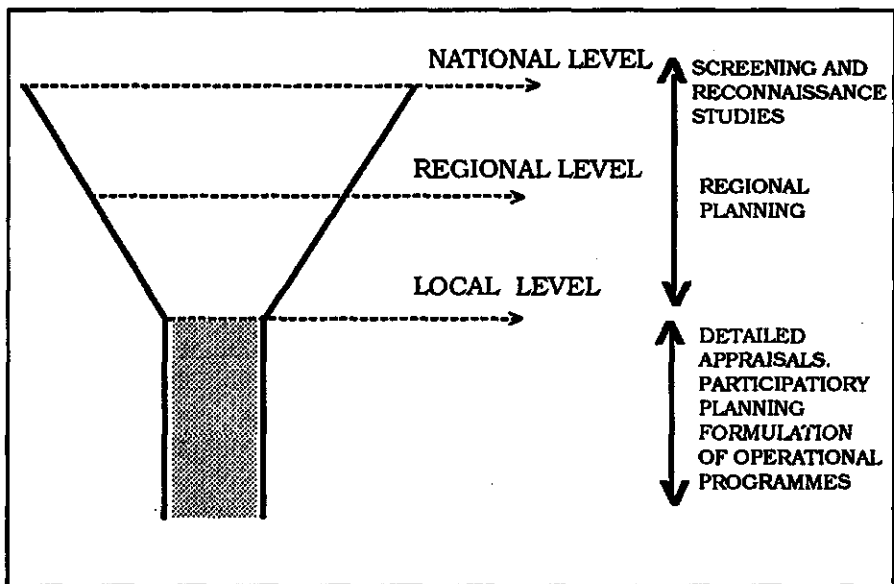 NATIONAL LEVEL
SCREENING AND
RECONNAISSANCE
STUDIES
REGIONAL LEVEL
REGIONAL
PLANNING
LOCAL LEVEL
DETAILED
APPRAISALS.
PARTICIPATIORY
PLANNING
FORMULATION
OF OPERATIONAL
PROGRAMMES